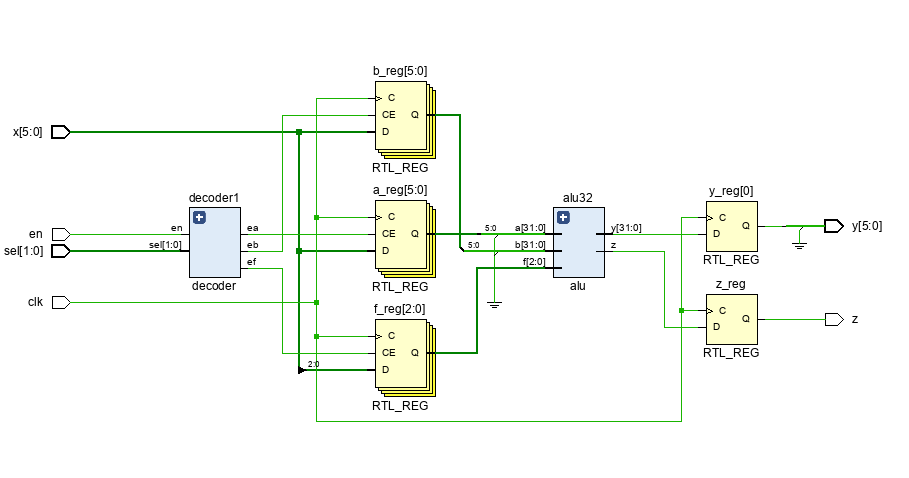 b_reg[5:0]
C
CE
Q
D
RTL_REG
x[5:0]
decoder1
en
sel[1:0]
ea
eb
ef
decoder
en
sel[1:0]
clk
a_reg[5:0]
C
CE
Q
D
RTL_REG
f_reg[2:0]
C
CE
Q
D
2:0
RTL_REG
5:0
5:0
alu32
a[31:0]
b[31:0]
f[2:0]
y[31:0]
z
alu
y_reg[0]
C
Q
D
RTL_REG
z_reg
C
Q
D
RTL_REG
y[5:0]
z